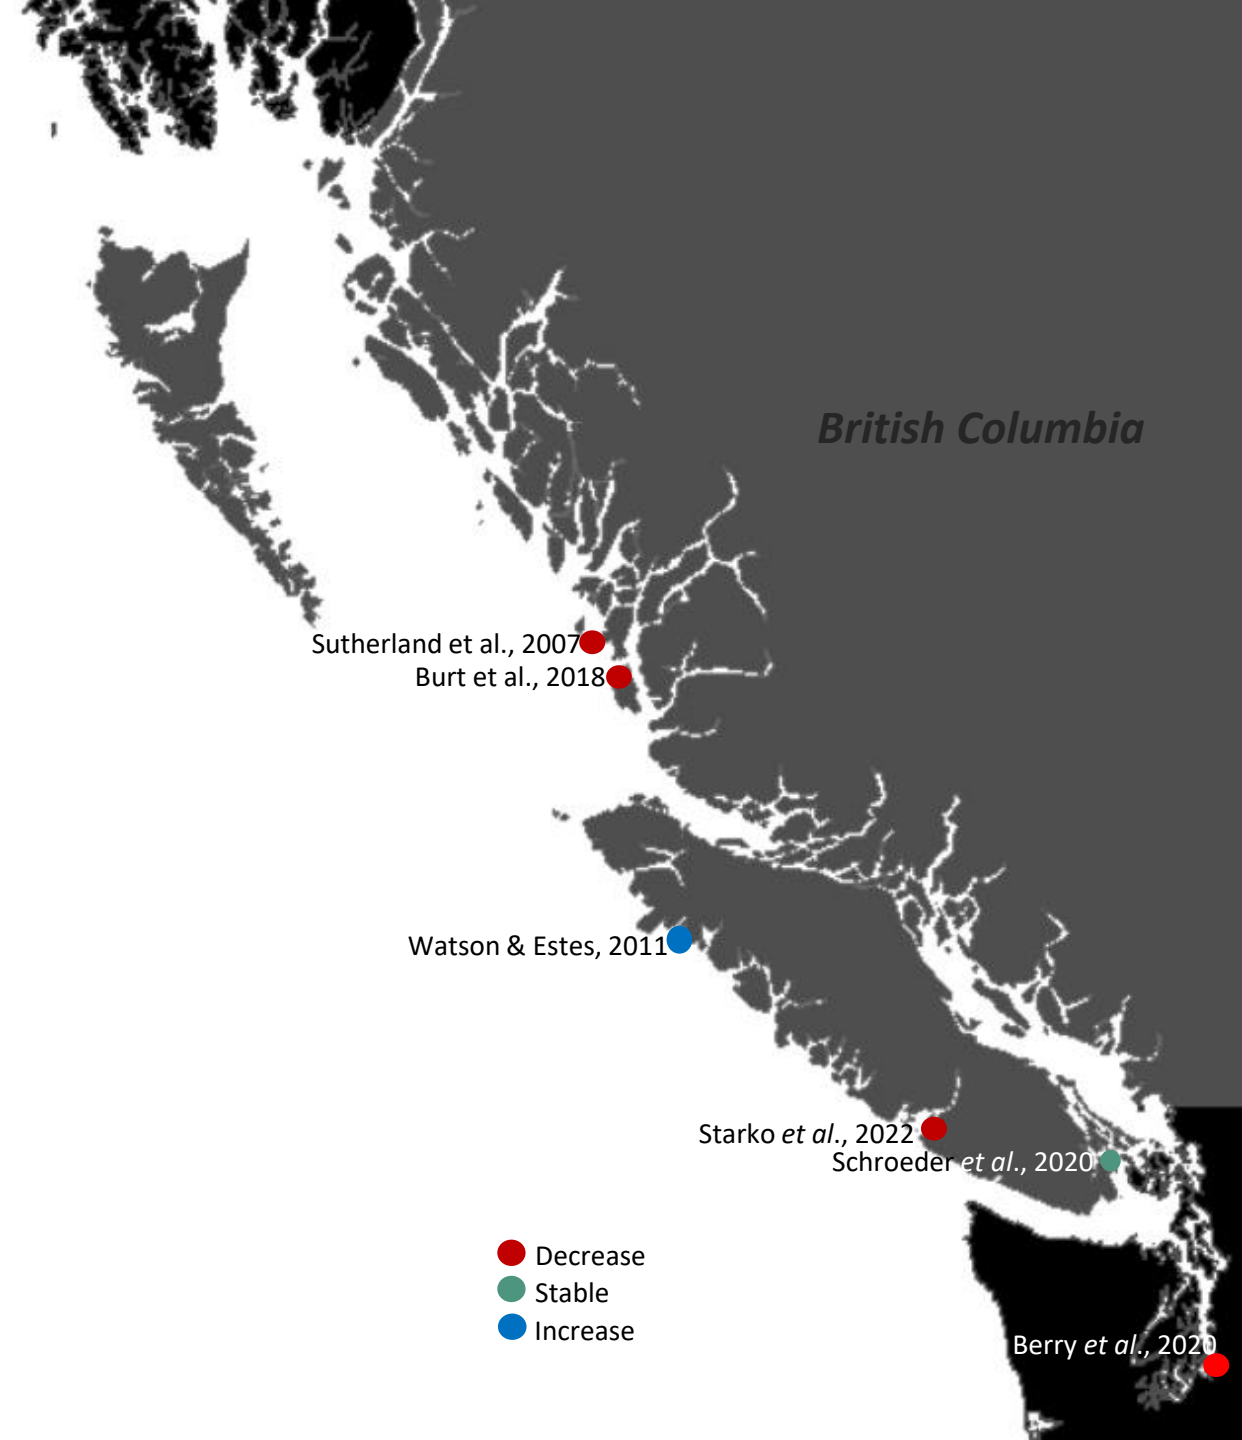 British Columbia
Sutherland et al., 2007
Burt et al., 2018
Watson & Estes, 2011
Starko et al., 2022
Schroeder et al., 2020
Decrease
Stable
Increase
Berry et al., 2020